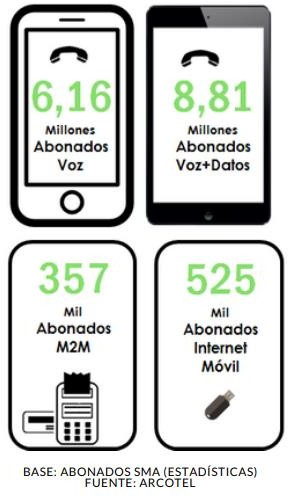 6,16
Millones
Abonados
Voz
8,81
Millones
Abonados
Voz+Datos
357
Mil
Abonados
M2M
525
Mil
Abonados
Internet
Móvil
BASE: ABONADOS SMA (ESTADÍSTICAS)
FUENTE: ARCOTEL